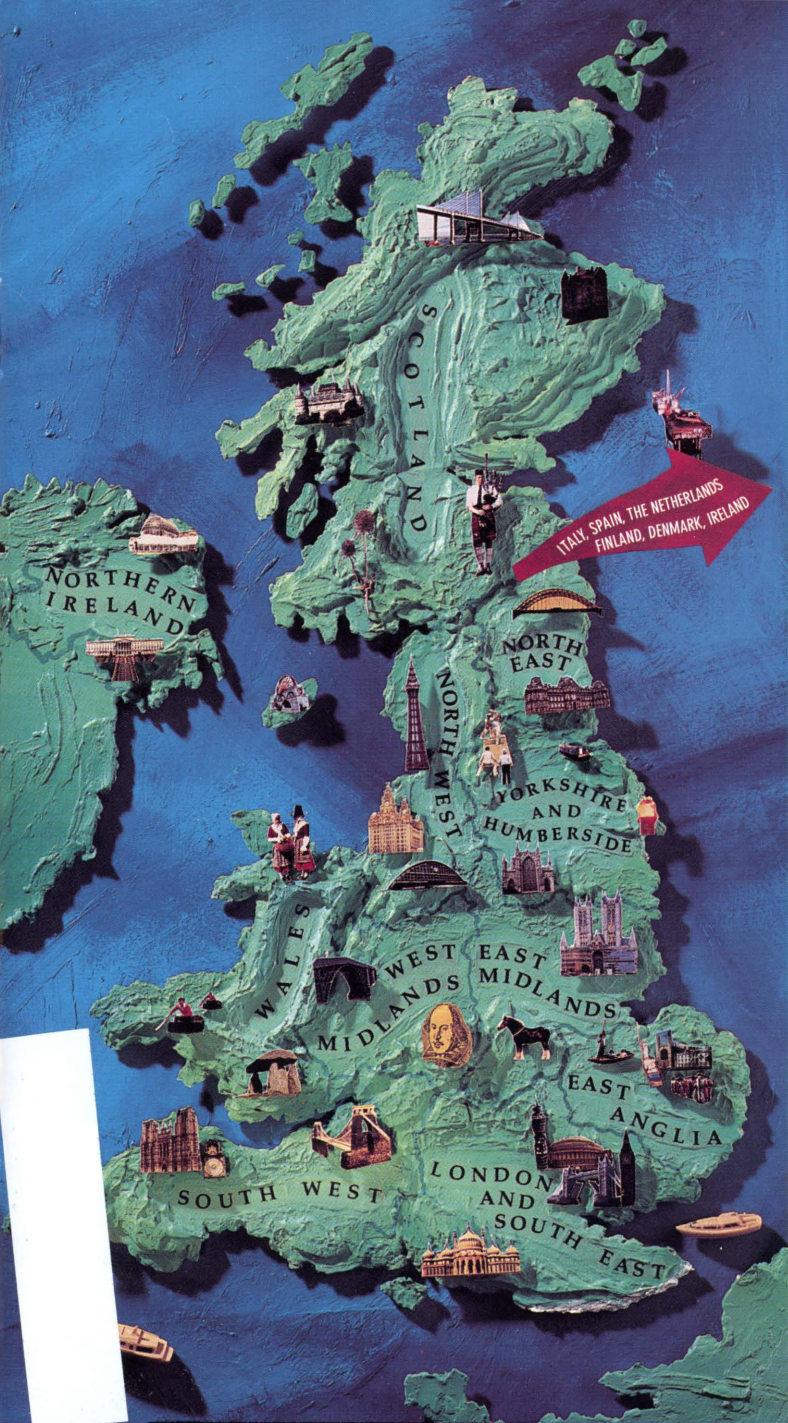 SCOTLAND
ITALY, SPAIN, THE NETHERLANDS
FINLAND, DENMARK, IRELAND
NORTHERN
IRELAND
NORTH
EAST
NORTH WEST
YORKSHIRE
AND
HUMBERSIDE
WALES
WEST
MIDLANDS
EAST
MIDLANDS
EAST
ANGLIA
SOUTH WEST
LONDON
AND
SOUTH EAST